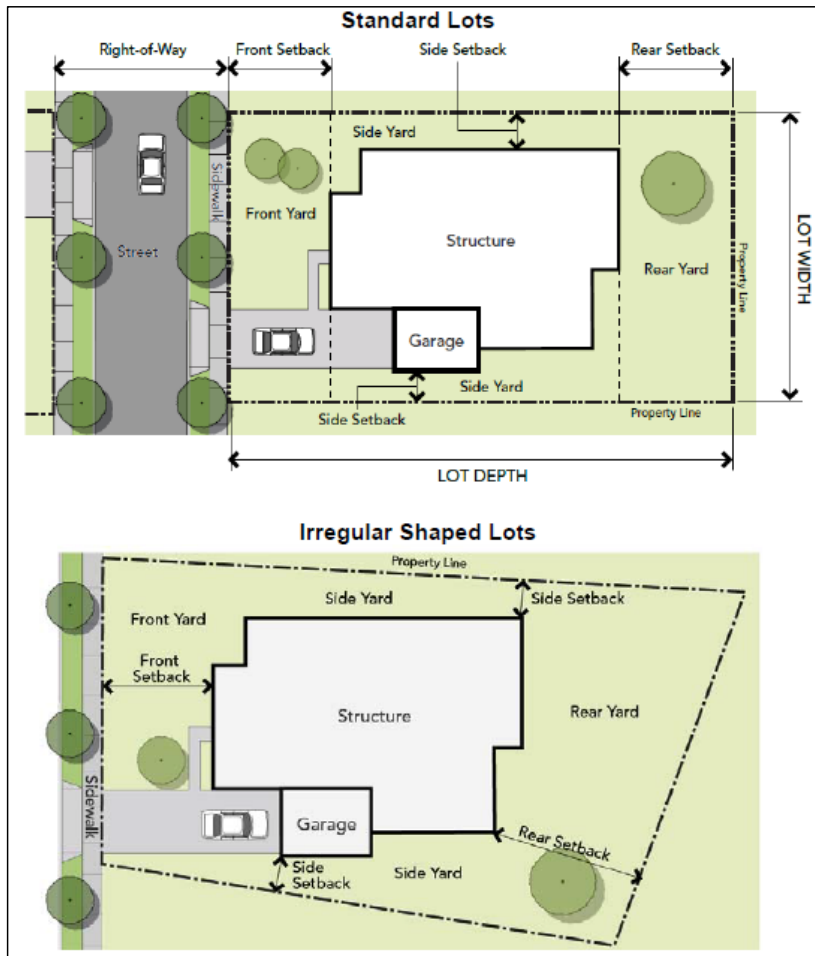 Standard Lots
Right-of-Way
Front Setback
Side Setback
Rear Setback
Side Yard
Sidewalk
Front Yard
Street
Structure
Rear Yard
Property Line
LOT WIDTH
Garage
Side Yard
Side Setback
Property Line
LOT DEPTH
Irregular Shaped Lots
Property Line
Side Yard
Side Setback
Front Yard
Front
Setback
Structure
Rear Yard
Sidewalk
Garage
Rear Setback
Side
Setback
Side Yard